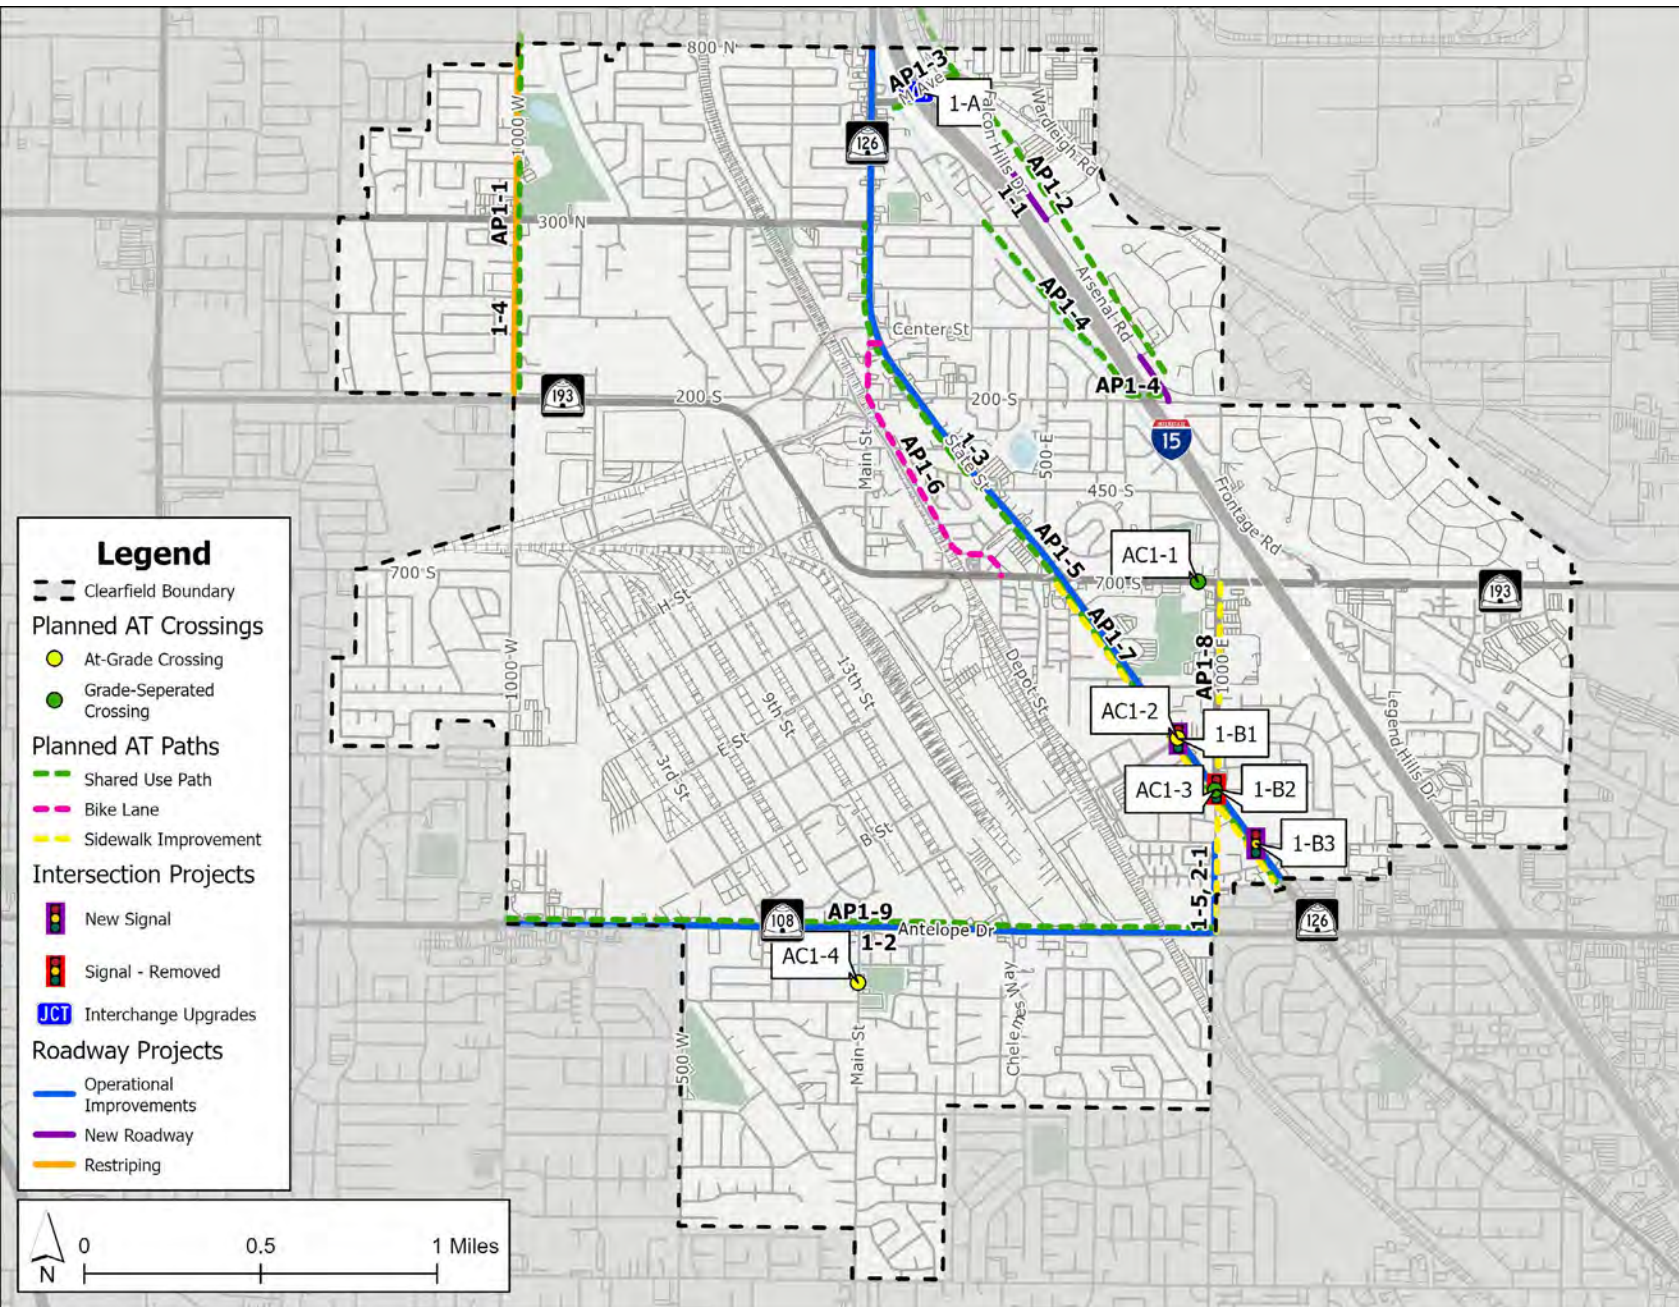 800 N
AP1-3
M Ave
1-A
1000 W
126
Falcon Hills Dr
Wardleigh Rd
AP1-2
1-1
AP1-1
300 N
Arsenal Rd
AP1-4
1-4
Center St
AP1-4
193
200 S
200 S
INTERSTATE
15
Main St
AP1-6
1-3
State St
500 E
450 S
Frontage Rd
AP1-5
AC1-1
700 S
700 S
193
H St
AP1-7
AP1-8
1000 E
1000 W
13th St
Depot St
9th St
E St
3rd St
B St
Legend Hills Dr
AC1-2
1-B1
AC1-3
1-B2
1-B3
1-5, 2-1
AP1-9
108
Antelope Dr
1-2
126
AC1-4
500 W
Main St
Chelemes Way
Legend
Clearfield Boundary
Planned AT Crossings
At-Grade Crossing
Grade-Seperated
Crossing
Planned AT Paths
Shared Use Path
Bike Lane
Sidewalk Improvement
Intersection Projects
New Signal
Signal - Removed
JCT Interchange Upgrades
Roadway Projects
Operational
Improvements
New Roadway
Restriping
N
0 0.5 1 Miles